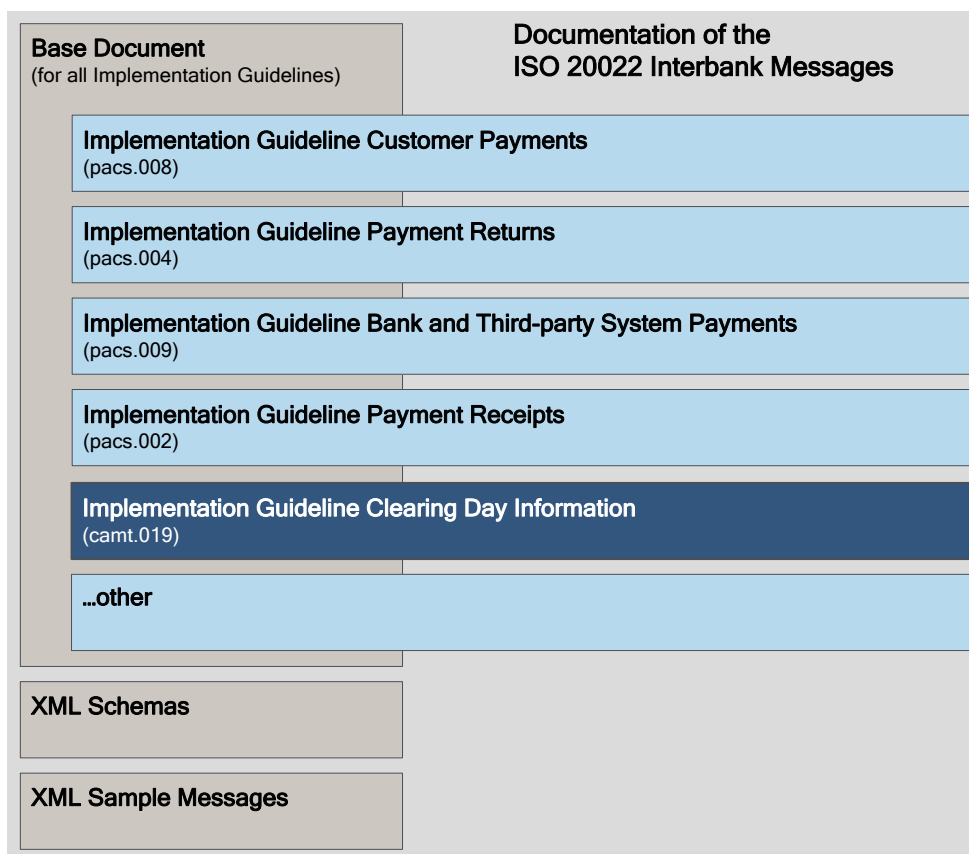 Base Document
(for all Implementation Guidelines)
Documentation of the
ISO 20022 Interbank Messages
Implementation Guideline Customer Payments
(pacs.008)
Implementation Guideline Payment Returns
(pacs.004)
Implementation Guideline Bank and Third-party System Payments
(pacs.009)
Implementation Guideline Payment Receipts
(pacs.002)
Implementation Guideline Clearing Day Information
(camt.019)
...other
XML Schemas
XML Sample Messages